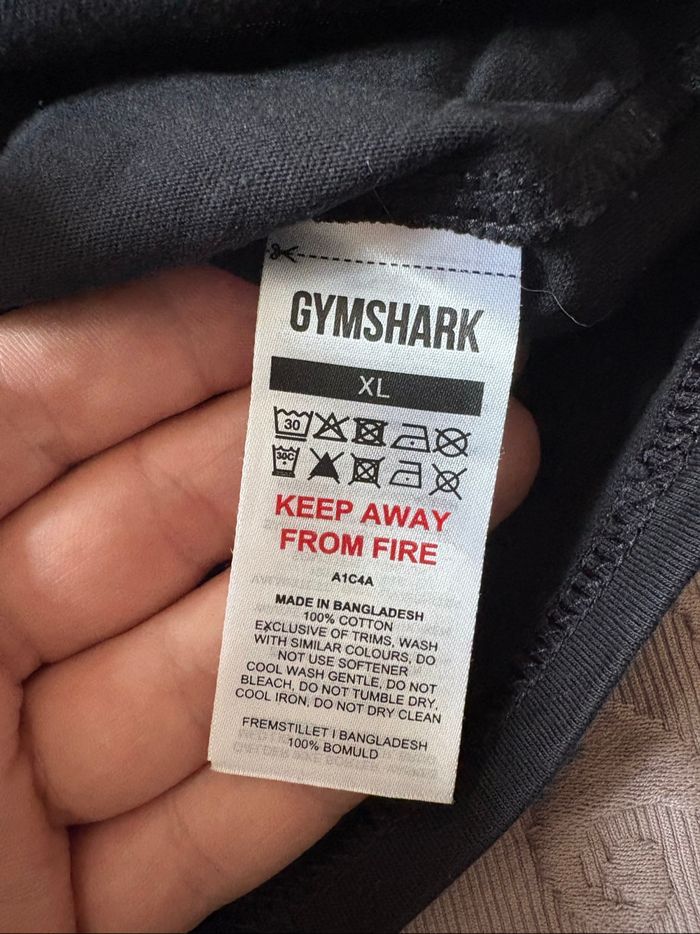 GYMSHARK
XL
30
30C
KEEP AWAY
FROM FIRE
A1C4A
MADE IN BANGLADESH
100% COTTON
EXCLUSIVE OF TRIMS, WASH
WITH SIMILAR COLOURS, DO
NOT USE SOFTENER
COOL WASH GENTLE, DO NOT
BLEACH, DO NOT TUMBLE DRY,
COOL IRON, DO NOT DRY CLEAN
FREMSTILLET I BANGLADESH
100% BOMULD